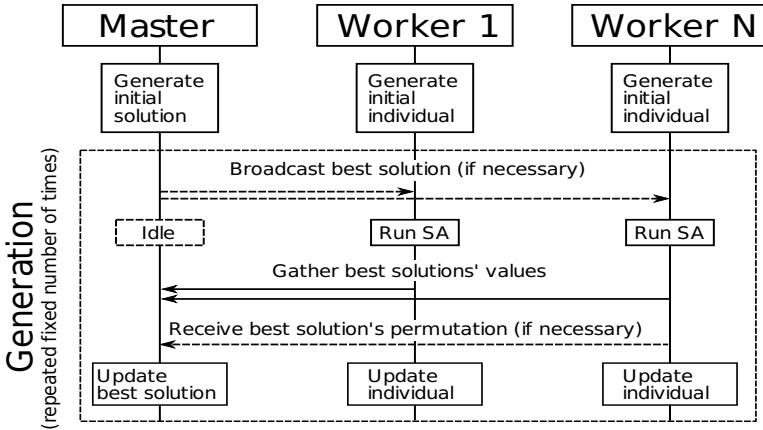 Master
Worker 1
Worker N
Generate
initial
solution
Generate
initial
individual
Generate
initial
individual
Generation
(repeated fixed number of times)
Broadcast best solution (if necessary)
Idle
Run SA
Run SA
Gather best solutions' values
Receive best solution's permutation (if necessary)
Update
best solution
Update
individual
Update
individual